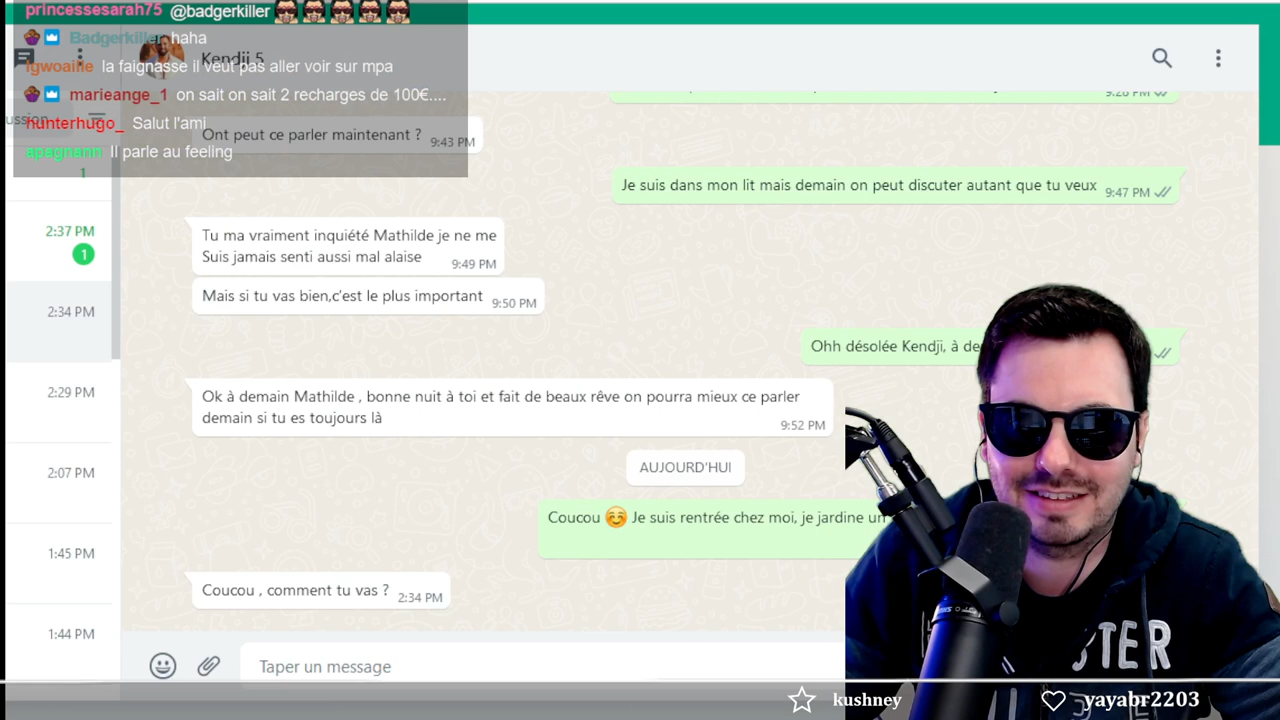 princessesarah75 @badgerkiller
Badgerkiller haha
igwoaille la faignasse il veut pas aller voir sur mpa
marieange_1 on sait on sait 2 recharges de 100€....
hunterhugo_ Salut l'ami
apagnann Il parle au feeling
Kendji 5
9:28 PM
Ont peut ce parler maintenant ? 9:43 PM
1
Je suis dans mon lit mais demain on peut discuter autant que tu veux 9:47 PM
2:37 PM
1
Tu ma vraiment inquiété Mathilde je ne me
Suis jamais senti aussi mal alaise 9:49 PM
Mais si tu vas bien,c'est le plus important 9:50 PM
2:34 PM
Ohh désolée Kendji, à
2:29 PM
Ok à demain Mathilde , bonne nuit à toi et fait de beaux rêve on pourra mieux ce parler
demain si tu es toujours là 9:52 PM
2:07 PM
AUJOURD'HUI
Coucou ☺️ Je suis rentrée chez moi, je jardine un
1:45 PM
Coucou , comment tu vas ? 2:34 PM
1:44 PM
Taper un message
kushney
yayabr2203